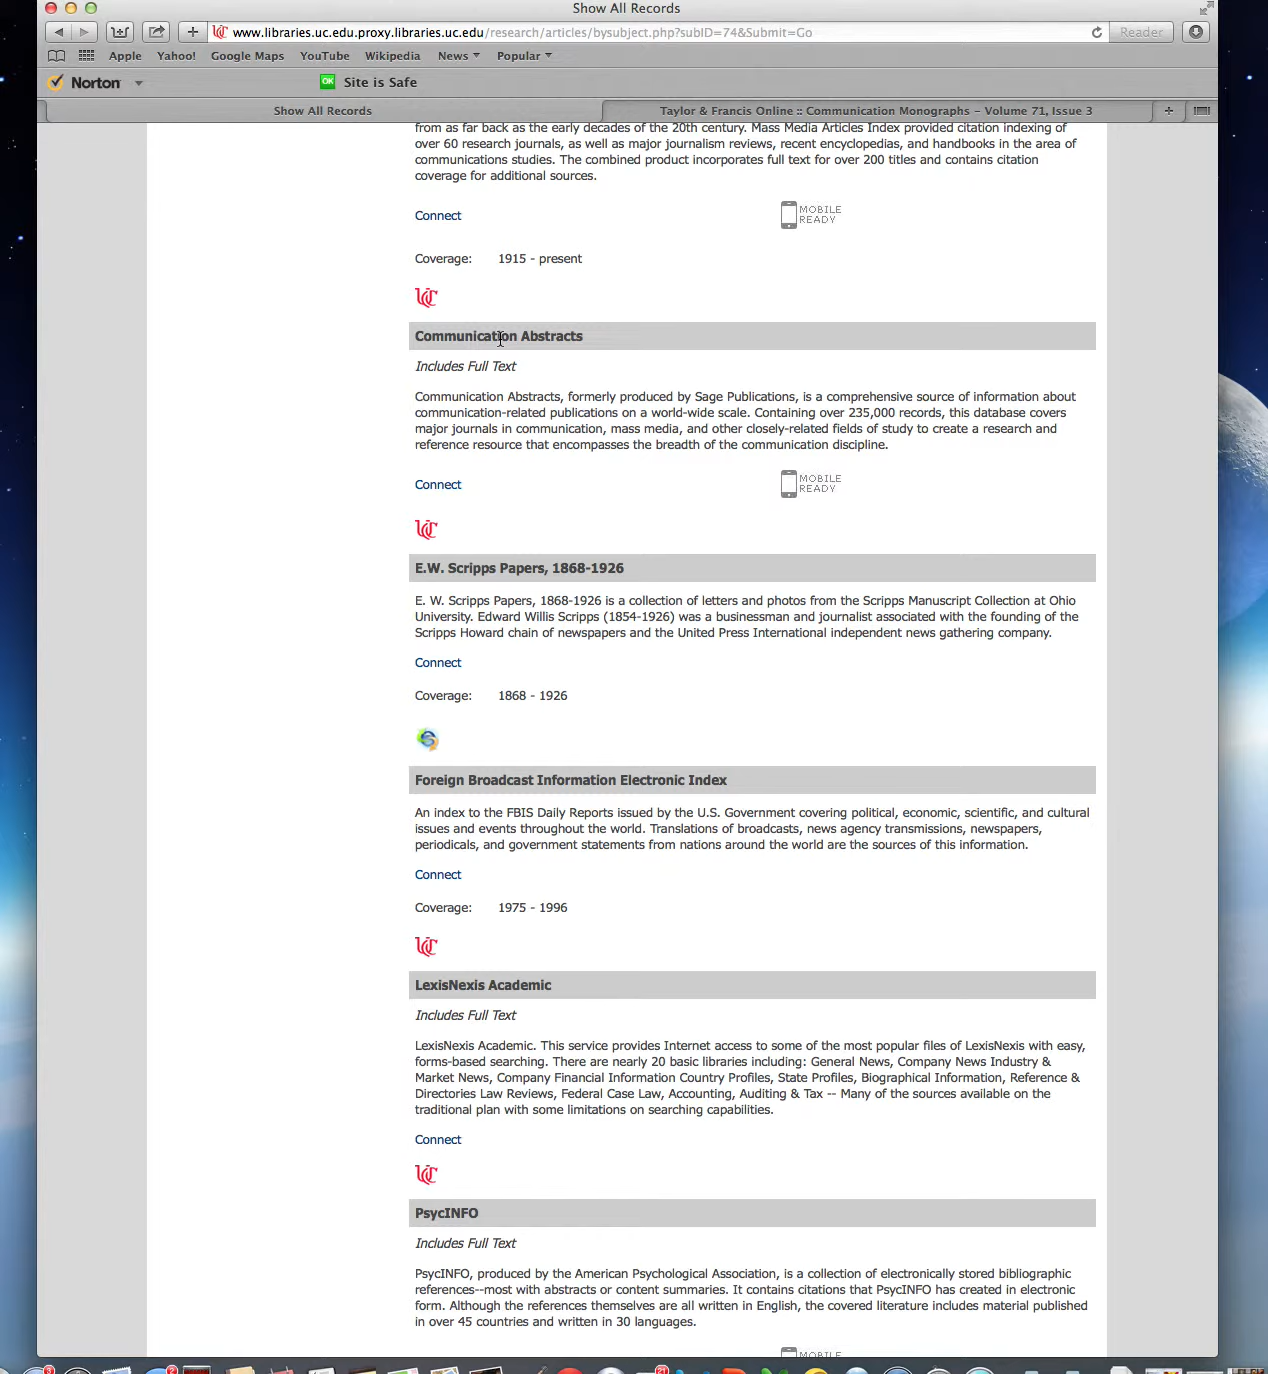 Show All Records
www.libraries.uc.edu.proxy.libraries.uc.edu/research/articles/bysubject.php?subID=74&Submit=Go
Reader
Apple Yahoo! Google Maps YouTube Wikipedia News Popular
Norton
OK Site is Safe
Show All Records
Taylor & Francis Online :: Communication Monographs - Volume 71, Issue 3
from as far back as the early decades of the 20th century. Mass Media Articles Index provided citation indexing of
over 60 research journals, as well as major journalism reviews, recent encyclopedias, and handbooks in the area of
communications studies. The combined product incorporates full text for over 200 titles and contains citation
coverage for additional sources.
Connect
MOBILE
READY
Coverage: 1915 - present
UC
Communication Abstracts
Includes Full Text
Communication Abstracts, formerly produced by Sage Publications, is a comprehensive source of information about
communication-related publications on a world-wide scale. Containing over 235,000 records, this database covers
major journals in communication, mass media, and other closely-related fields of study to create a research and
reference resource that encompasses the breadth of the communication discipline.
Connect
MOBILE
READY
UC
E.W. Scripps Papers, 1868-1926
E. W. Scripps Papers, 1868-1926 is a collection of letters and photos from the Scripps Manuscript Collection at Ohio
University. Edward Willis Scripps (1854-1926) was a businessman and journalist associated with the founding of the
Scripps Howard chain of newspapers and the United Press International independent news gathering company.
Connect
Coverage: 1868 - 1926
Foreign Broadcast Information Electronic Index
An index to the FBIS Daily Reports issued by the U.S. Government covering political, economic, scientific, and cultural
issues and events throughout the world. Translations of broadcasts, news agency transmissions, newspapers,
periodicals, and government statements from nations around the world are the sources of this information.
Connect
Coverage: 1975 - 1996
UC
LexisNexis Academic
Includes Full Text
LexisNexis Academic. This service provides Internet access to some of the most popular files of LexisNexis with easy,
forms-based searching. There are nearly 20 basic libraries including: General News, Company News Industry &
Market News, Company Financial Information Country Profiles, State Profiles, Biographical Information, Reference &
Directories Law Reviews, Federal Case Law, Accounting, Auditing & Tax -- Many of the sources available on the
traditional plan with some limitations on searching capabilities.
Connect
UC
PsycINFO
Includes Full Text
PsycINFO, produced by the American Psychological Association, is a collection of electronically stored bibliographic
references--most with abstracts or content summaries. It contains citations that PsycINFO has created in electronic
form. Although the references themselves are all written in English, the covered literature includes material published
in over 45 countries and written in 30 languages.
MOBILE
3 2 21